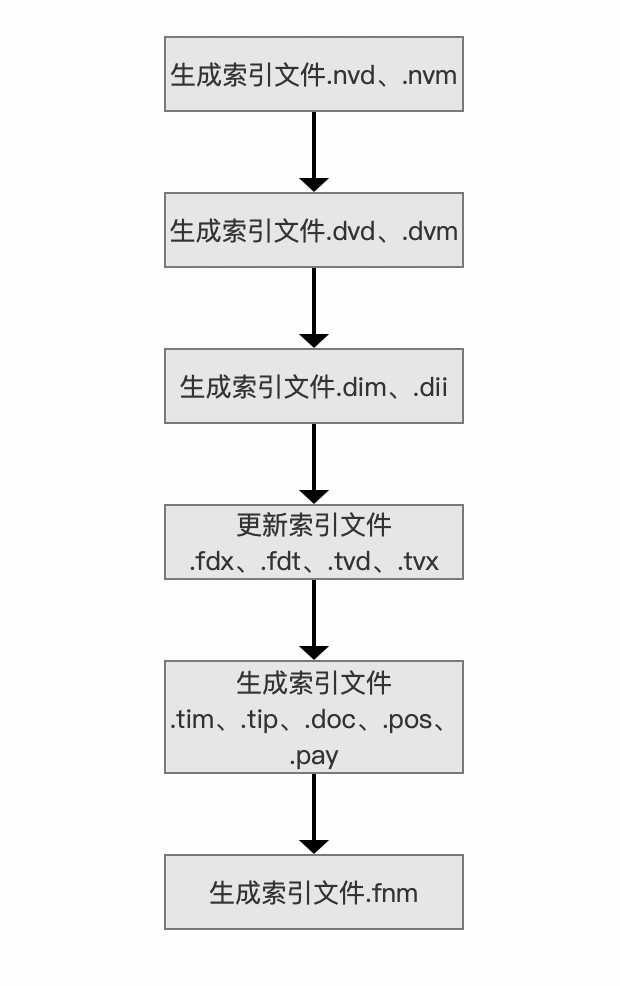 生成索引文件.nvd、.nvm
生成索引文件.dvd、.dvm
生成索引文件.dim、.dii
更新索引文件
.fdx、.fdt、.tvd、.tvx
生成索引文件
.tim、.tip、.doc、.pos、
.pay
生成索引文件.fnm